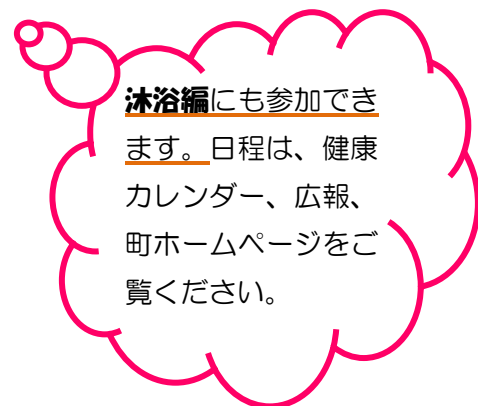 沐浴編にも参加でき
ます。日程は、健康
カレンダー、広報、
町ホームページをご
覧ください。